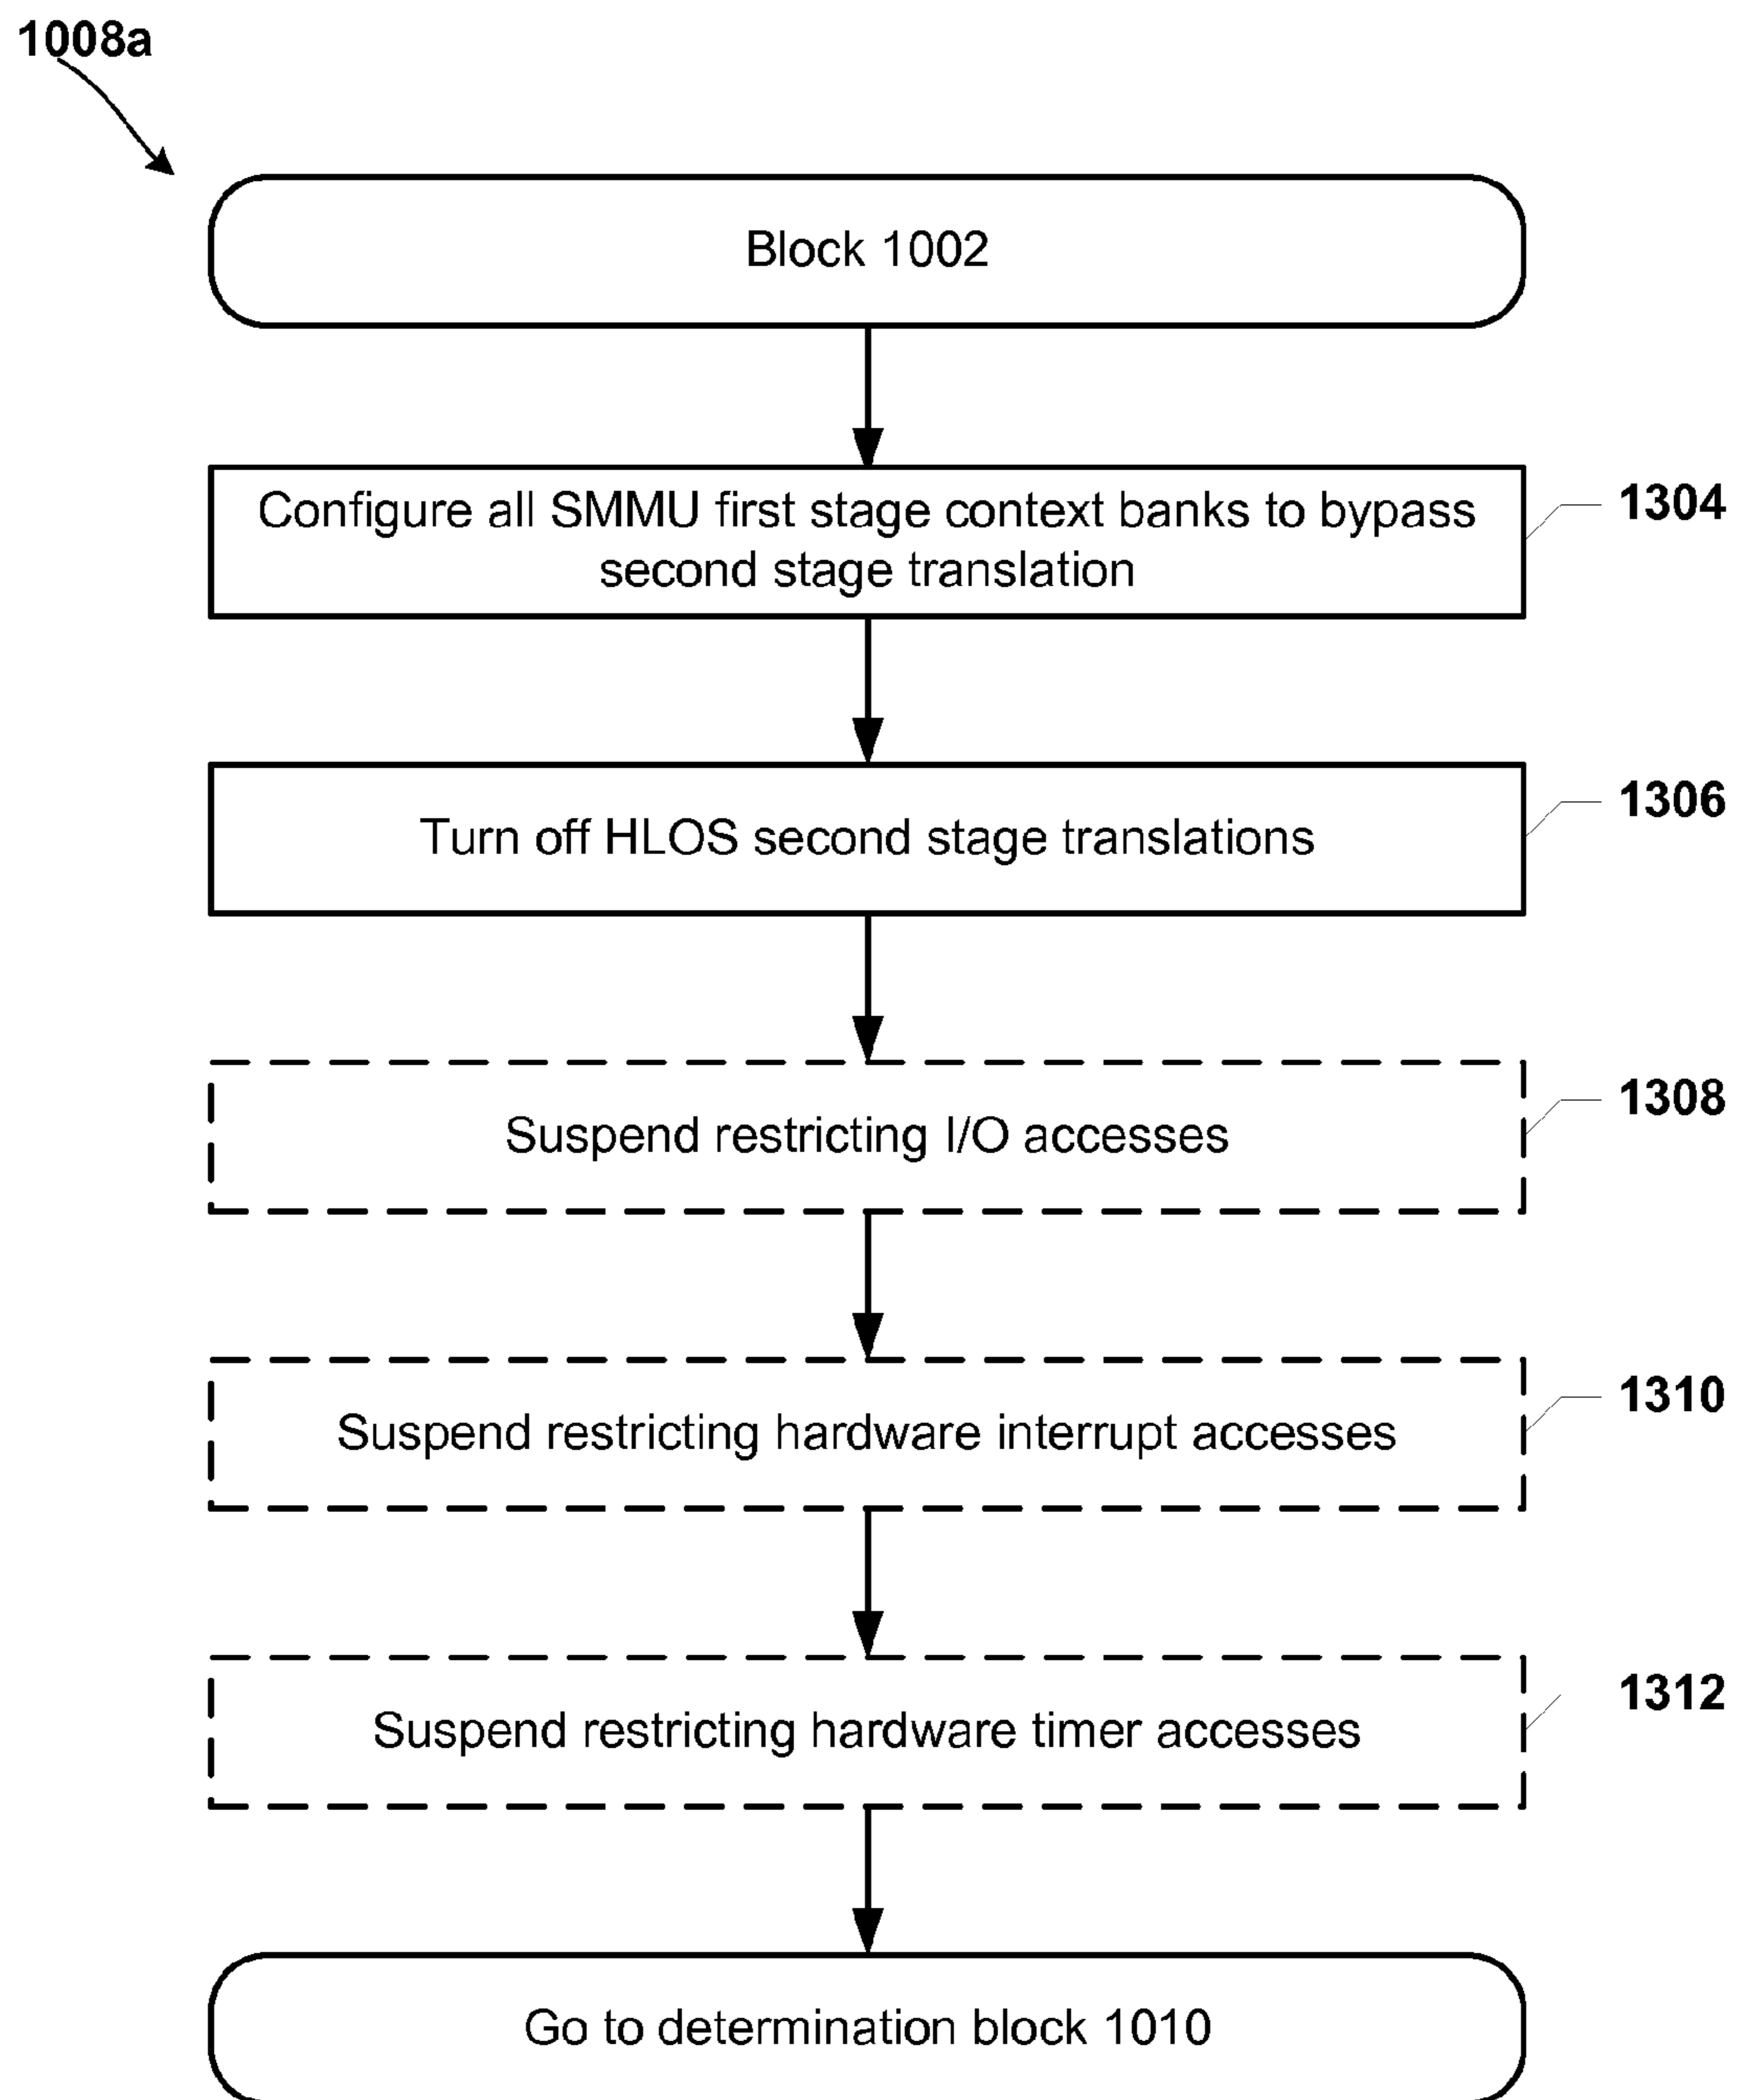 1008a
Block 1002
Configure all SMMU first stage context banks to bypass
second stage translation
1304
Turn off HLOS second stage translations
1306
Suspend restricting I/O accesses
1308
Suspend restricting hardware interrupt accesses
1310
Suspend restricting hardware timer accesses
1312
Go to determination block 1010